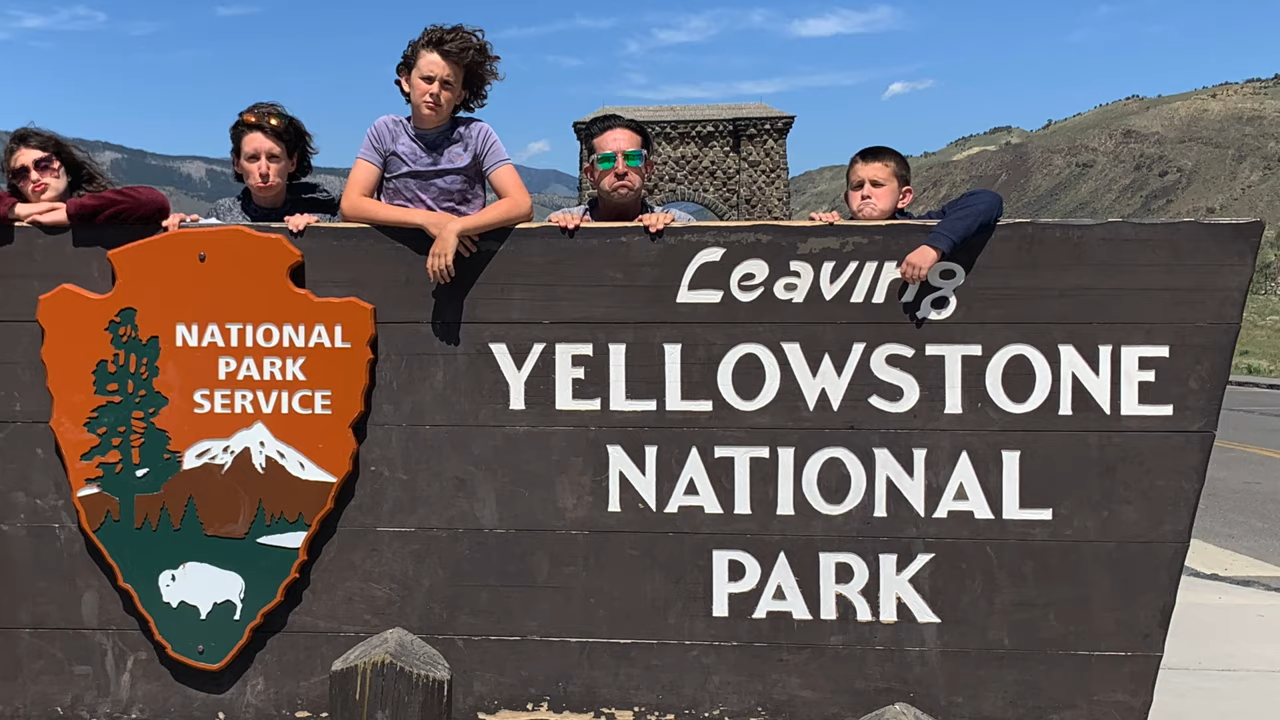 NATIONAL
PARK
SERVICE
Leaving
YELLOWSTONE
NATIONAL
PARK